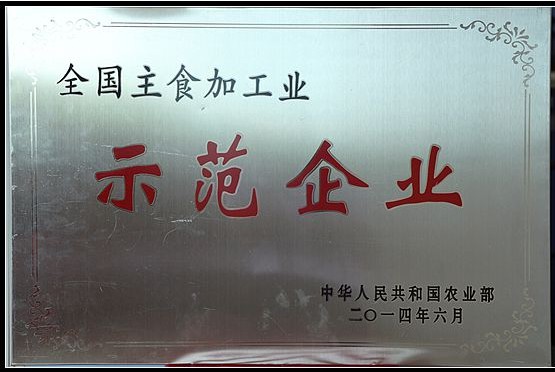 全国主食加工业
示范企业
中华人民共和国农业部
二〇一四年六月